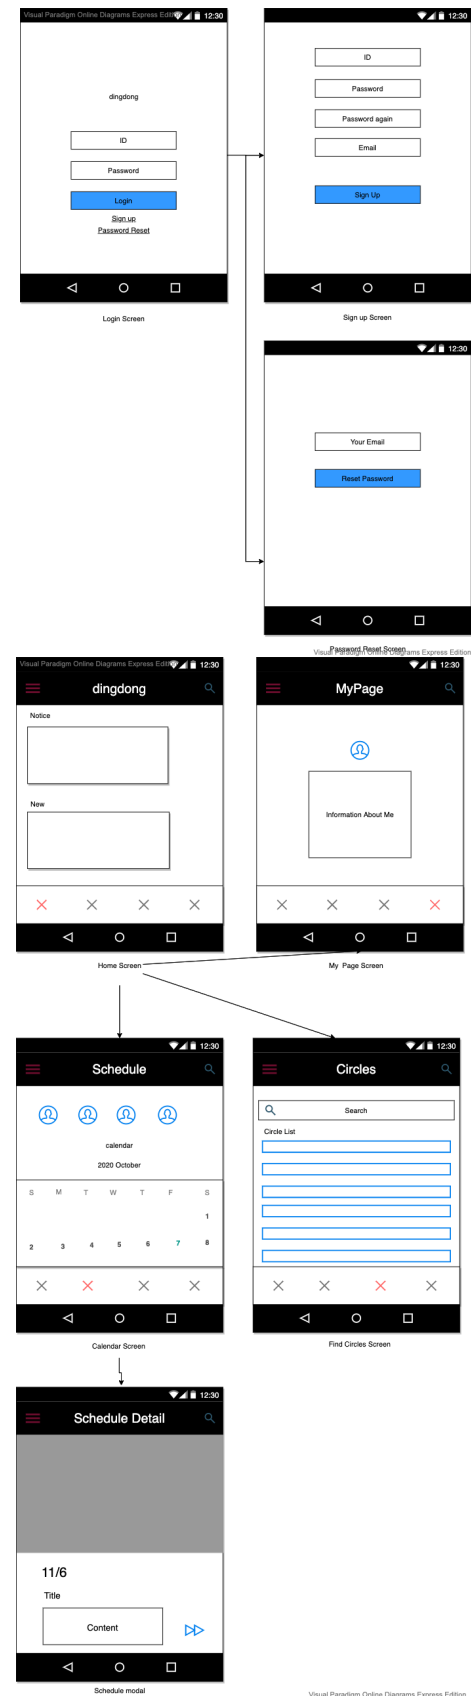 Visual Paradigm Online Diagrams Express Edition 12:30
dingdong
ID
Password
Login
Sign up
Password Reset
Login Screen
12:30
ID
Password
Password again
Email
Sign Up
Sign up Screen
12:30
Your Email
Reset Password
Password Reset Screen
Visual Paradigm Online Diagrams Express Edition
Visual Paradigm Online Diagrams Express Edition 12:30
dingdong
Notice
New
Home Screen
12:30
MyPage
Information About Me
My Page Screen
12:30
Schedule
calendar
2020 October
S M T W T F S
1
2 3 4 5 6 7 8
Calendar Screen
12:30
Circles
Search
Circle List
Find Circles Screen
12:30
Schedule Detail
11/6
Title
Content
Schedule modal
Visual Paradigm Online Diagrams Express Edition